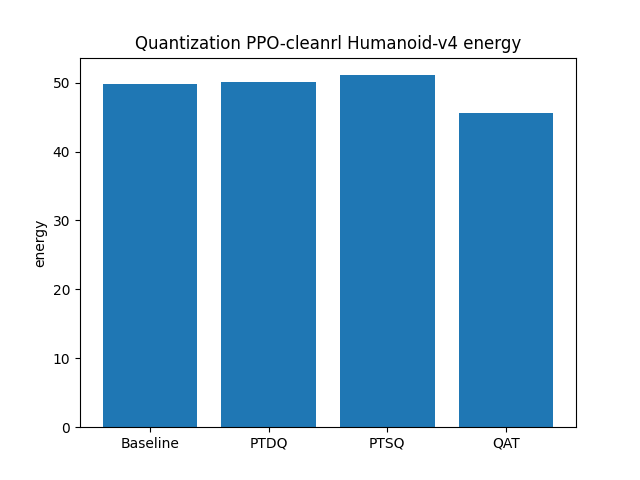 Quantization PPO-cleanrl Humanoid-v4 energy
energy
50
40
30
20
10
0
Baseline PTDQ PTSQ QAT